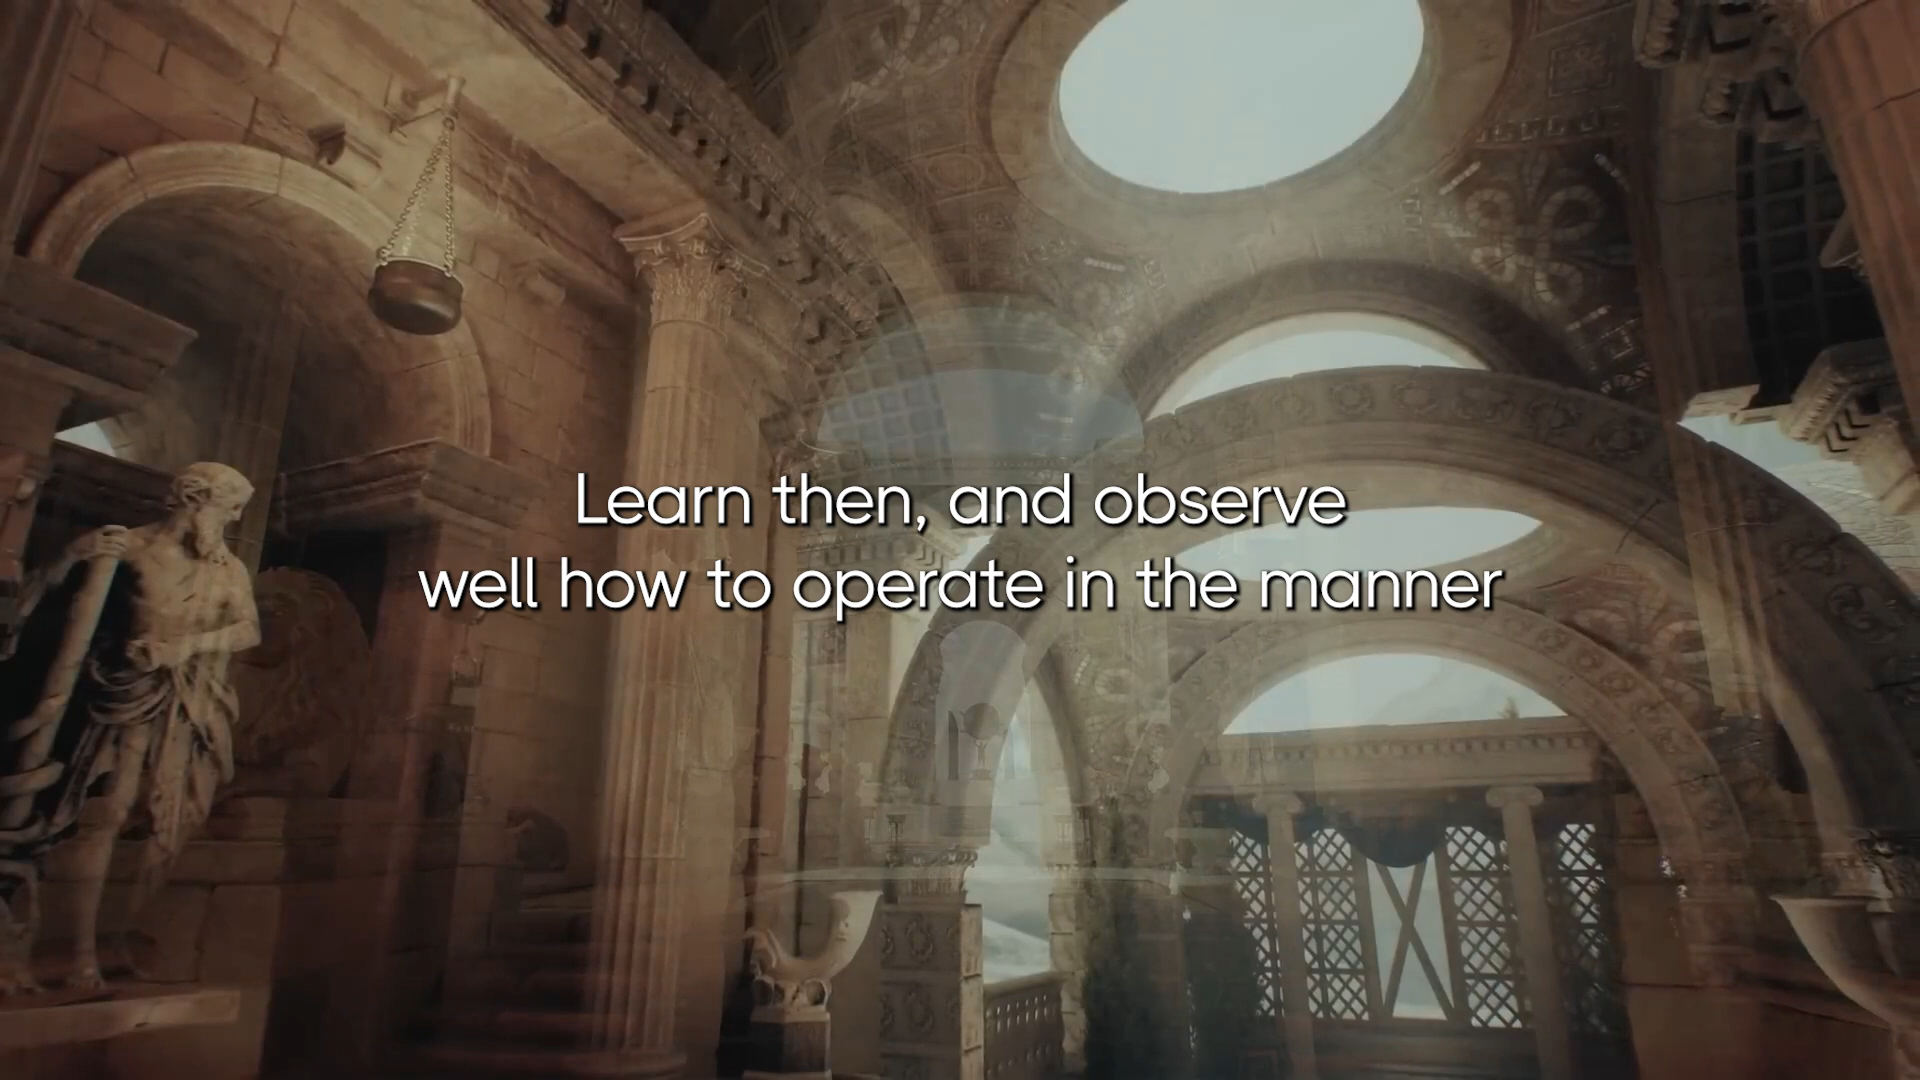 Learn then, and observe
well how to operate in the manner